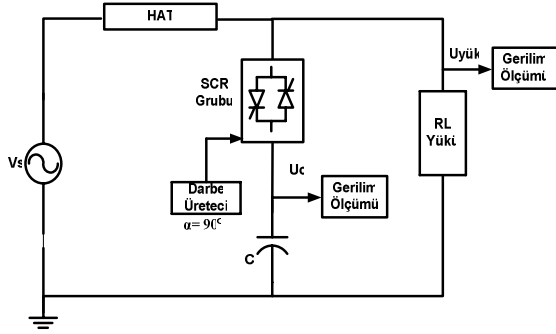 HAT
Uyük
Gerilim
Ölçümü
SCR
Grubu
RL
Yükü
Vs
Uc
Darbe
Üreteci
α= 90°
Gerilim
Ölçümü
C